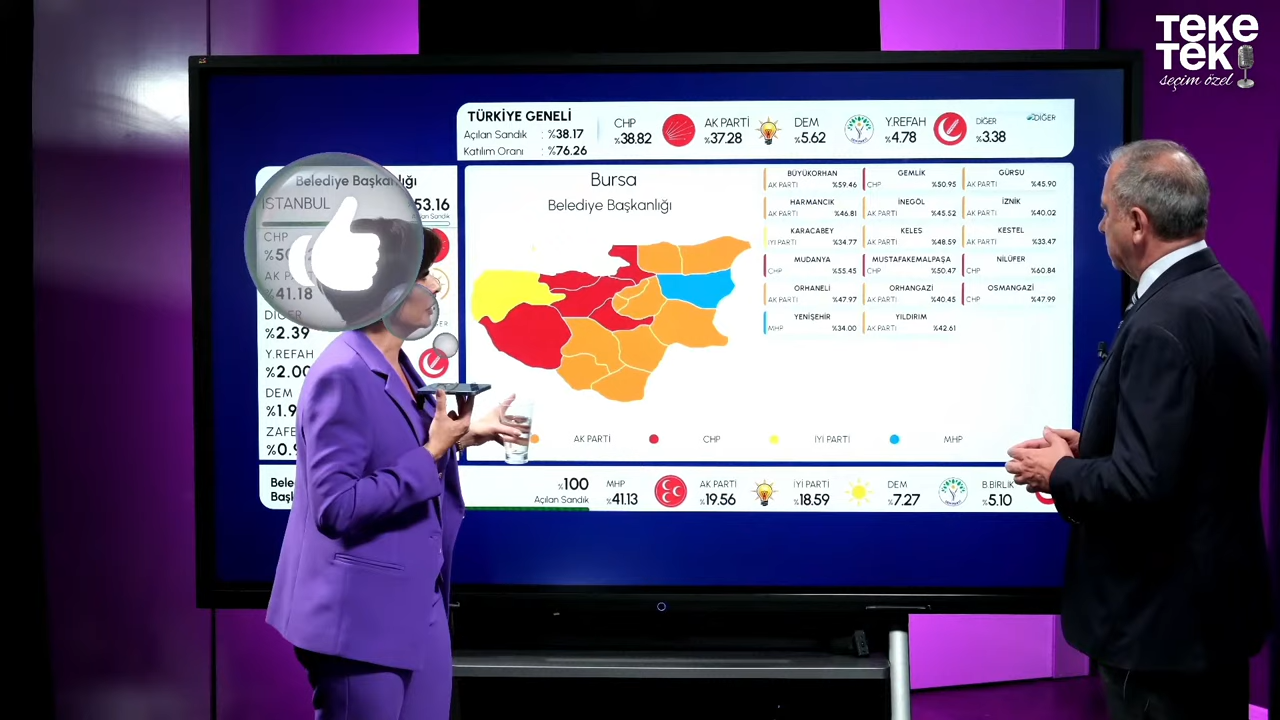 TEKE
TEK
seçim özel
TÜRKİYE GENELİ
Açılan Sandık : %38.17
Katılım Oranı : %76.26
CHP
%38.82
AK PARTİ
%37.28
DEM
%5.62
Y.REFAH
%4.78
DİĞER
%3.38
DİĞER
Belediye Başkanlığı
İSTANBUL
53.16
CHP
AK
%41.18
DİĞER
%2.39
Y.REFAH
%2.00
DEM
%1.9
ZAFE
%0.9
Bursa
Belediye Başkanlığı
BÜYÜKORHAN
AK PARTİ %59.46
GEMLİK
CHP %50.95
GÜRSU
AK PARTİ %45.90
HARMANCIK
AK PARTİ %46.81
İNEGÖL
AK PARTİ %45.52
İZNİK
AK PARTİ %40.02
KARACABEY
İYİ PARTİ %34.77
KELES
AK PARTİ %48.59
KESTEL
AK PARTİ %33.47
MUDANYA
CHP %55.45
MUSTAFAKEMALPAŞA
CHP %50.47
NİLÜFER
CHP %60.84
ORHANELİ
AK PARTİ %47.97
ORHANGAZİ
AK PARTİ %40.45
OSMANGAZİ
CHP %47.99
YENİŞEHİR
MHP %34.00
YILDIRIM
AK PARTİ %42.61
AK PARTİ CHP İYİ PARTİ MHP
Bele
Başk
%100
Açılan Sandık
MHP
%41.13
AK PARTİ
%19.56
İYİ PARTİ
%18.59
DEM
%7.27
B.BİRLİK
%5.10